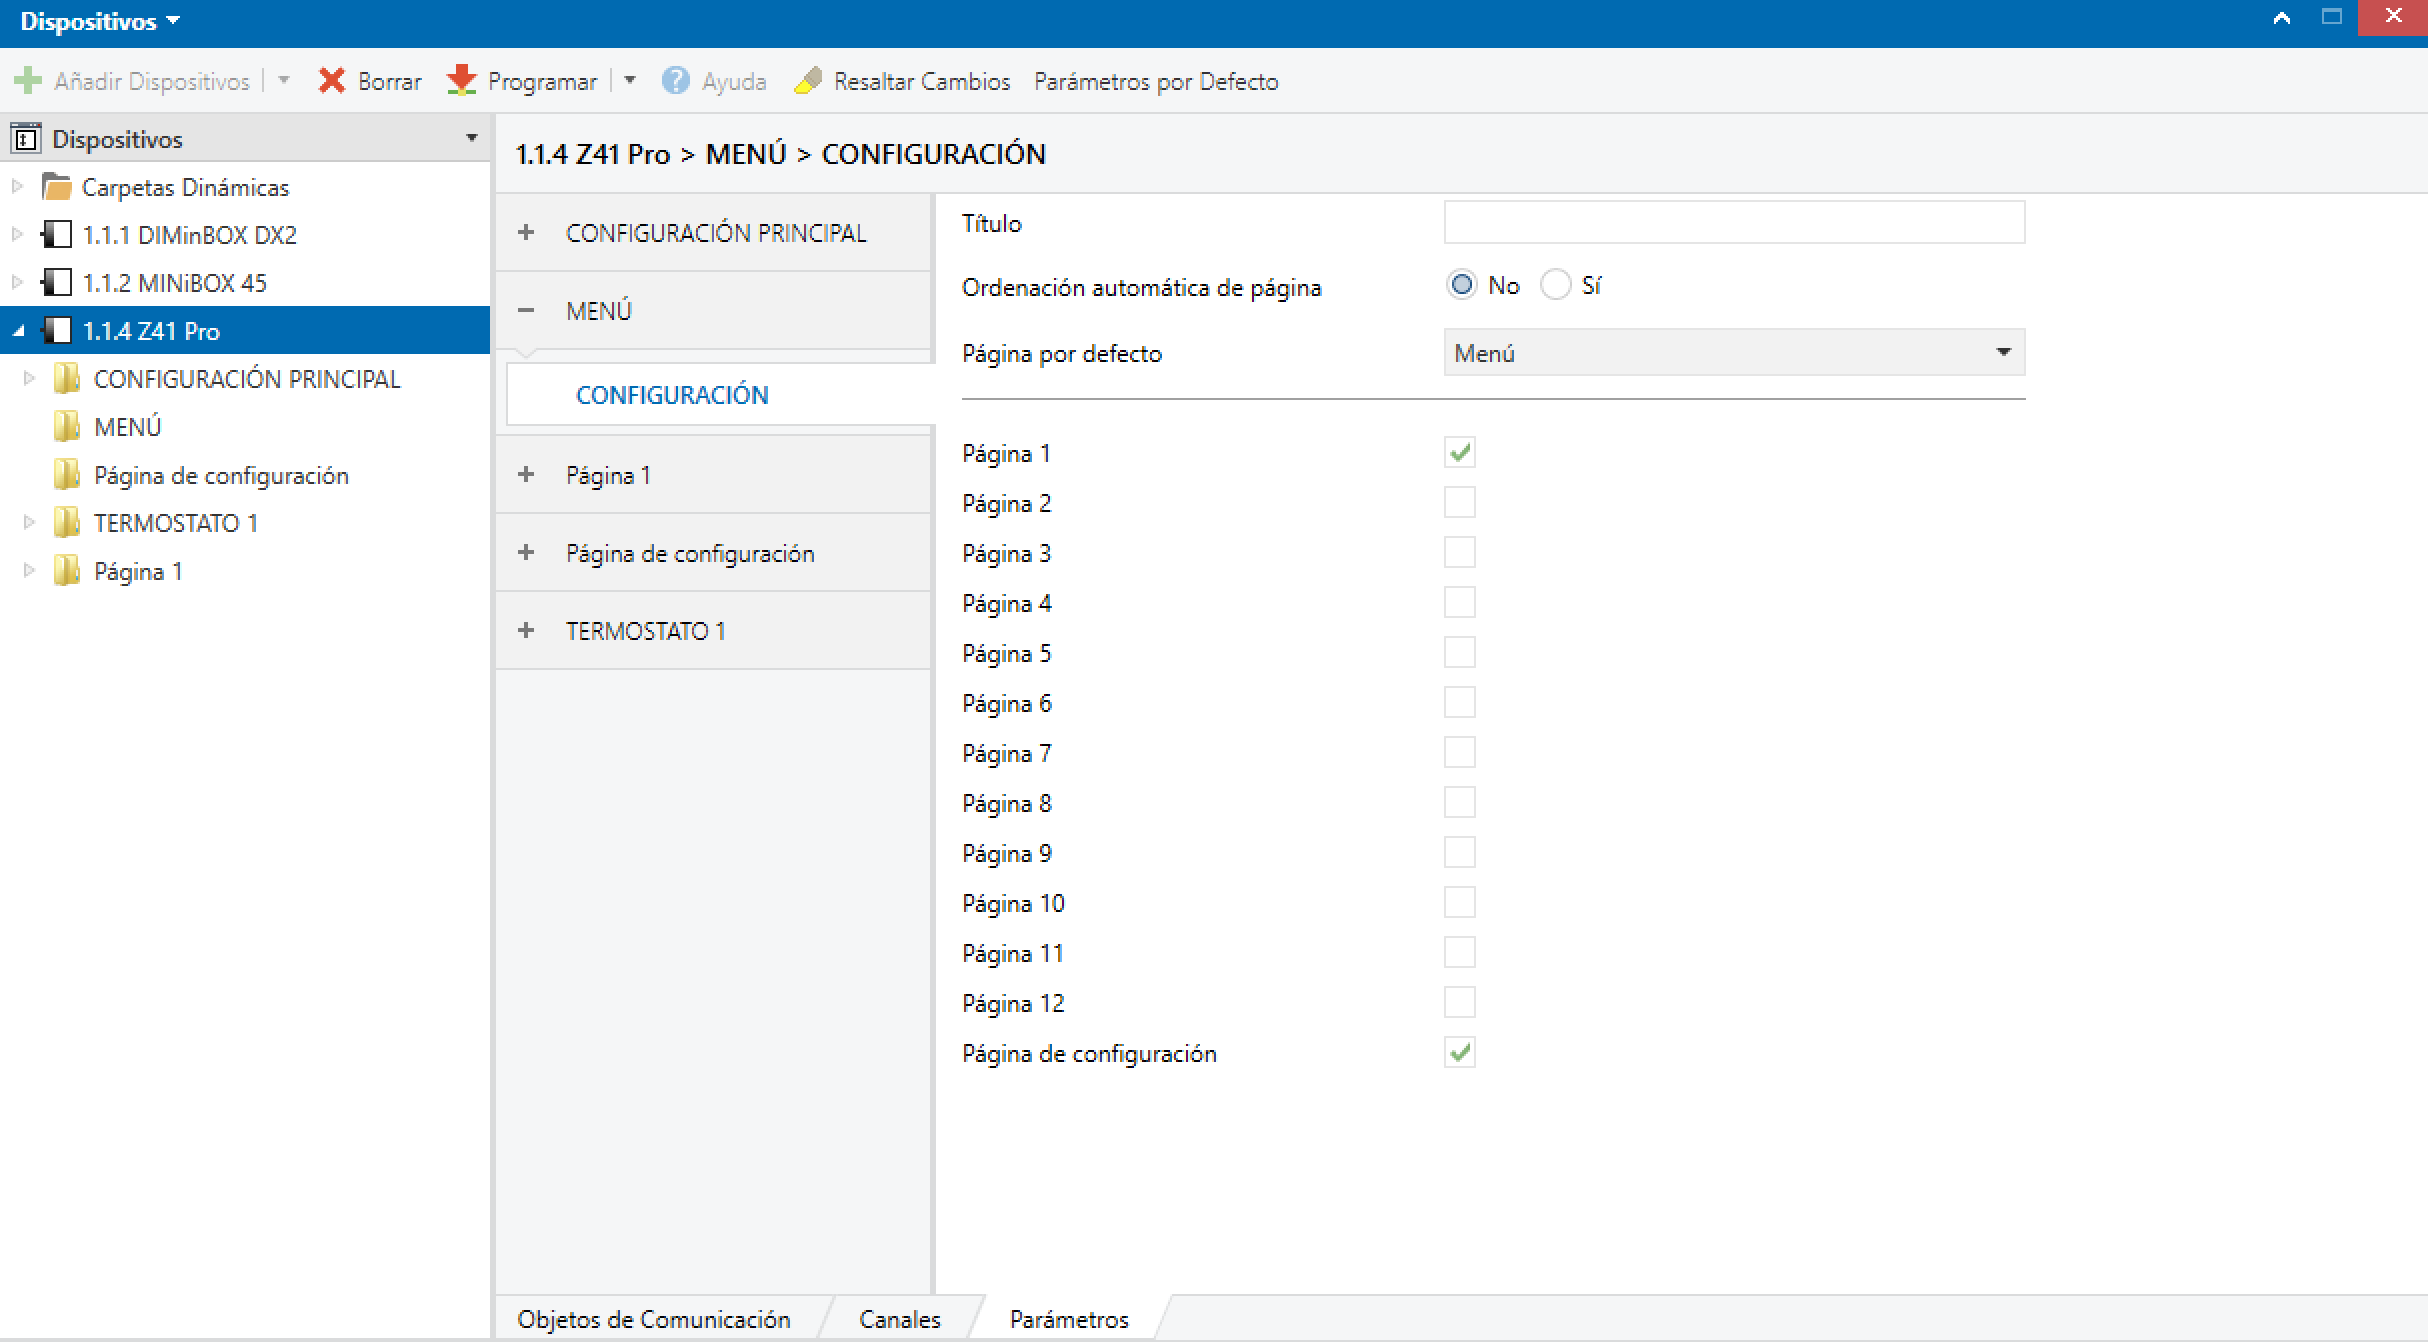 Dispositivos
Añadir Dispositivos
Borrar
Programar
Ayuda
Resaltar Cambios
Parámetros por Defecto
Dispositivos
Carpetas Dinámicas
1.1.1 DIMinBOX DX2
1.1.2 MINiBOX 45
1.1.4 Z41 Pro
CONFIGURACIÓN PRINCIPAL
MENÚ
Página de configuración
TERMOSTATO 1
Página 1
1.1.4 Z41 Pro > MENÚ > CONFIGURACIÓN
+ CONFIGURACIÓN PRINCIPAL
− MENÚ
CONFIGURACIÓN
+ Página 1
+ Página de configuración
+ TERMOSTATO 1
Título
Ordenación automática de página No Sí
Página por defecto Menú
Página 1
Página 2
Página 3
Página 4
Página 5
Página 6
Página 7
Página 8
Página 9
Página 10
Página 11
Página 12
Página de configuración
Objetos de Comunicación
Canales
Parámetros